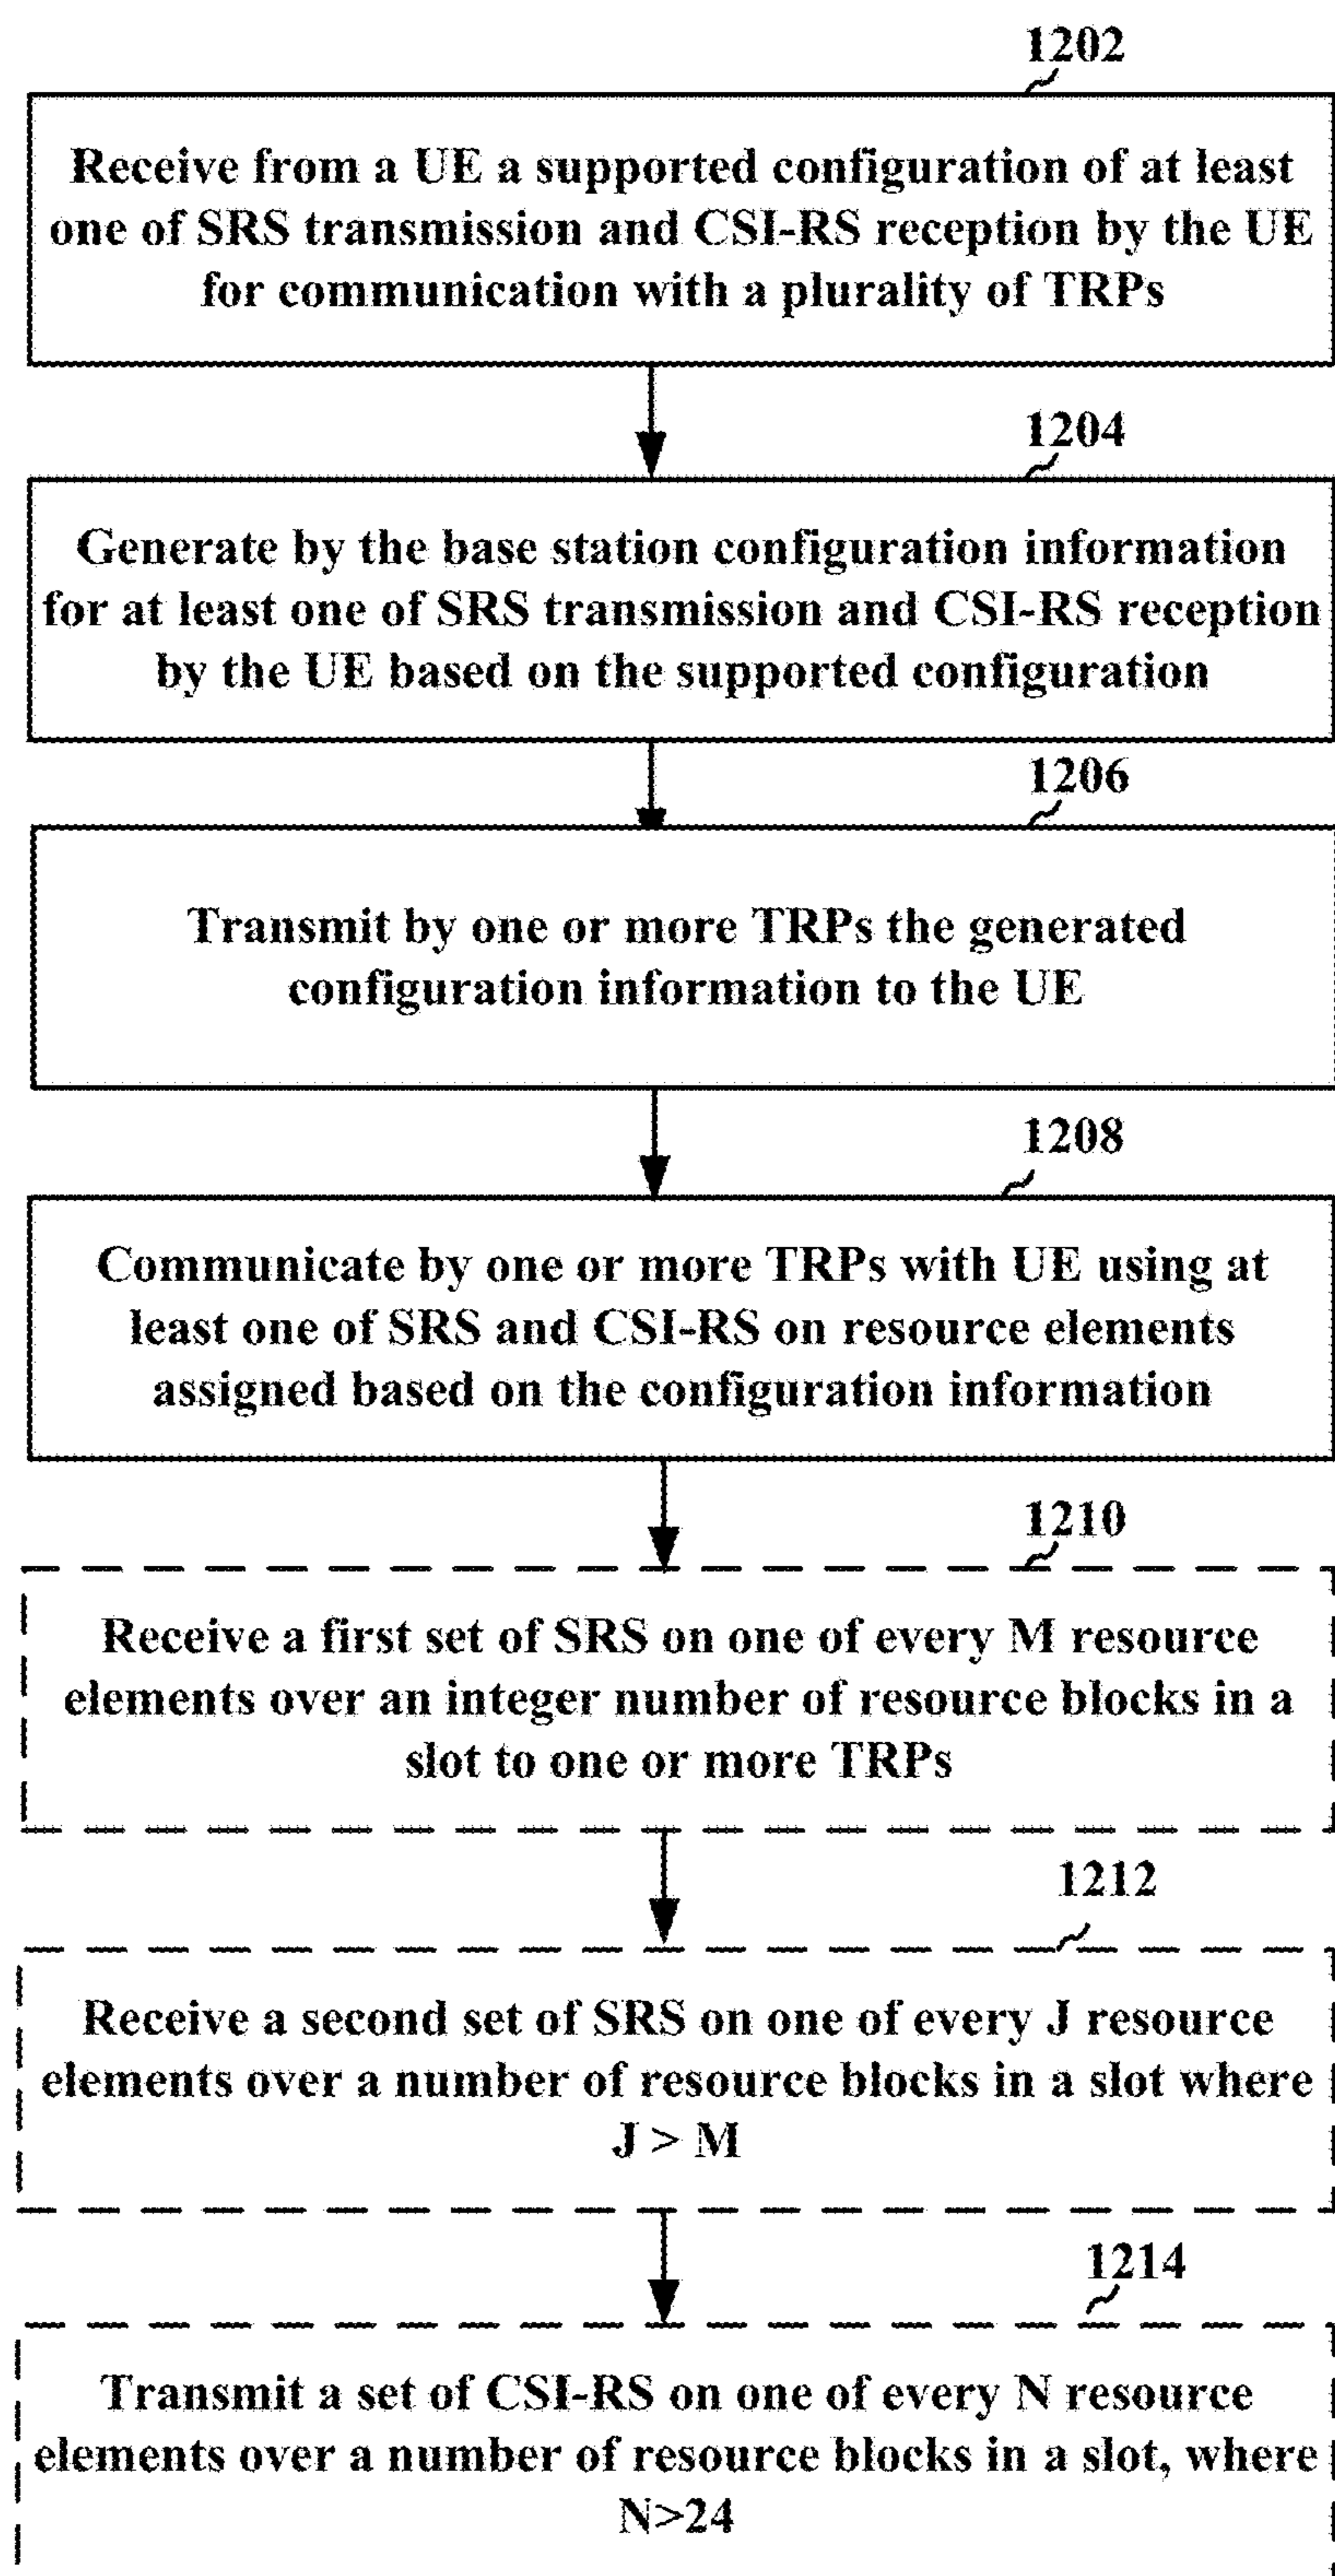 1202
Receive from a UE a supported configuration of at least
one of SRS transmission and CSI-RS reception by the UE
for communication with a plurality of TRPs
1204
Generate by the base station configuration information
for at least one of SRS transmission and CSI-RS reception
by the UE based on the supported configuration
1206
Transmit by one or more TRPs the generated
configuration information to the UE
1208
Communicate by one or more TRPs with UE using at
least one of SRS and CSI-RS on resource elements
assigned based on the configuration information
1210
Receive a first set of SRS on one of every M resource
elements over an integer number of resource blocks in a
slot to one or more TRPs
1212
Receive a second set of SRS on one of every J resource
elements over a number of resource blocks in a slot where
J > M
1214
Transmit a set of CSI-RS on one of every N resource
elements over a number of resource blocks in a slot, where
N>24